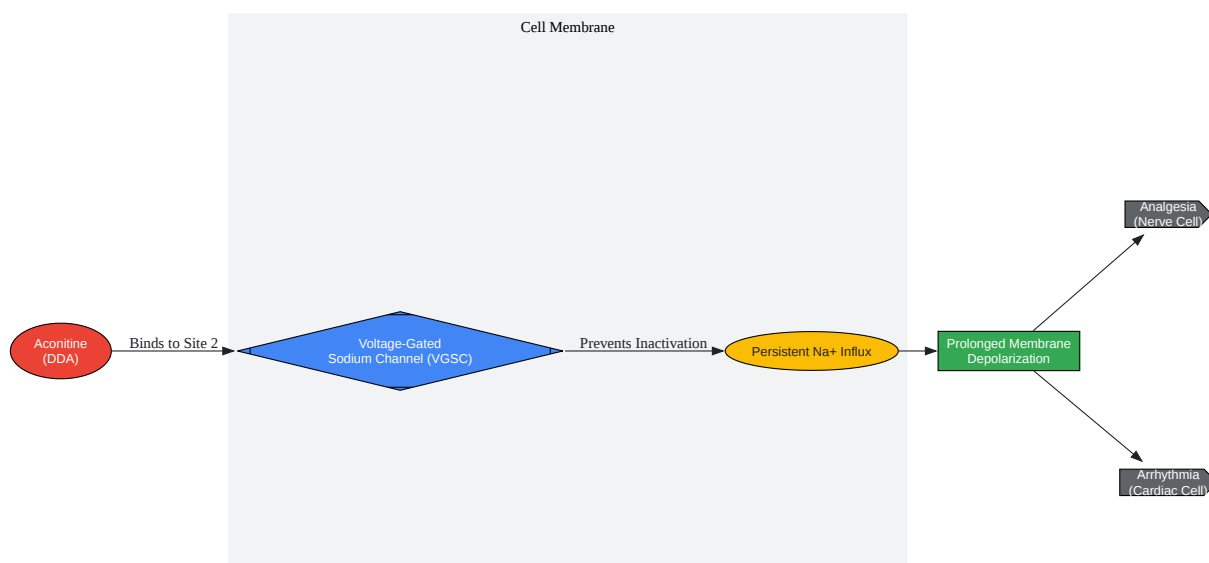 Cell Membrane
Aconitine
(DDA)
Binds to Site 2
Voltage-Gated
Sodium Channel (VGSC)
Prevents Inactivation
Persistent Na+ Influx
Prolonged Membrane
Depolarization
Analgesia
(Nerve Cell)
Arrhythmia
(Cardiac Cell)